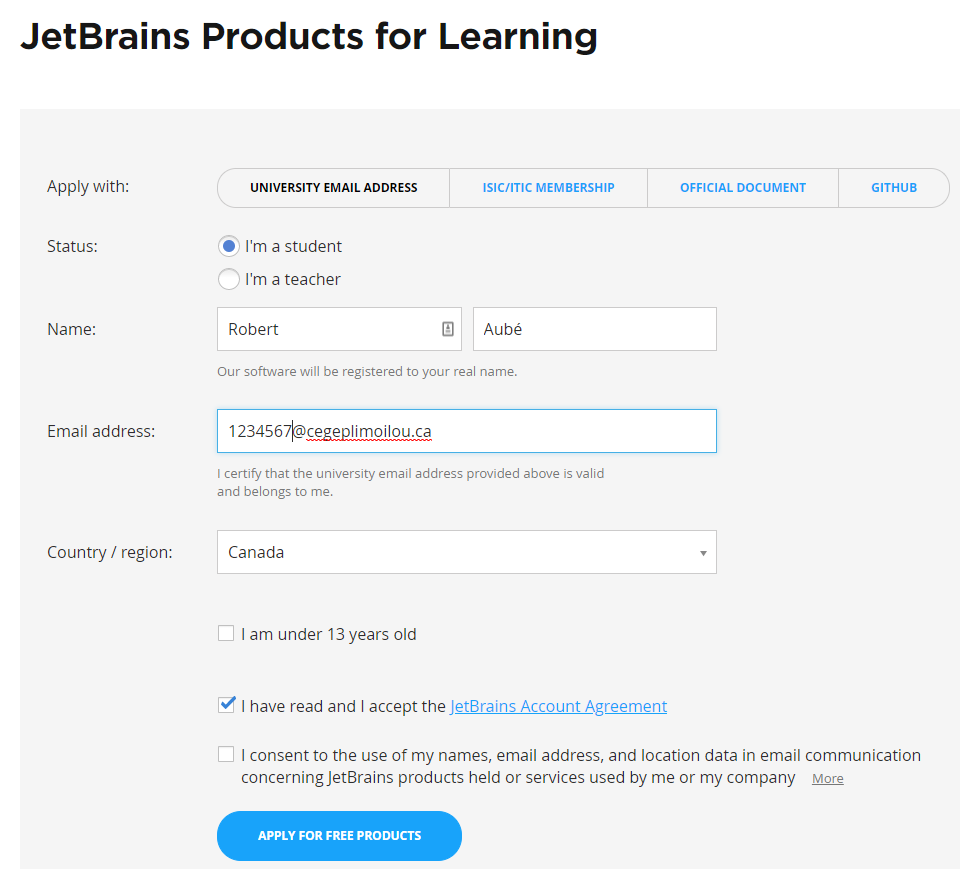 JetBrains Products for Learning
Apply with: UNIVERSITY EMAIL ADDRESS ISIC/ITIC MEMBERSHIP OFFICIAL DOCUMENT GITHUB
Status: I'm a student
I'm a teacher
Name: Robert Aubé
Our software will be registered to your real name.
Email address: 1234567@cegeplimoilou.ca
I certify that the university email address provided above is valid
and belongs to me.
Country / region: Canada
I am under 13 years old
I have read and I accept the JetBrains Account Agreement
I consent to the use of my names, email address, and location data in email communication
concerning JetBrains products held or services used by me or my company More
APPLY FOR FREE PRODUCTS